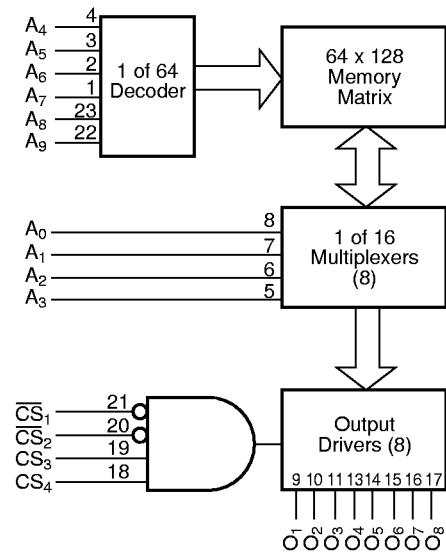 A4 4
A5 3
A6 2
A7 1
A8 23
A9 22
1 of 64
Decoder
64 x 128
Memory
Matrix
A0 8
A1 7
A2 6
A3 5
1 of 16
Multiplexers
(8)
CS1 21
CS2 20
CS3 19
CS4 18
Output
Drivers (8)
9 10 11 13 14 15 16 17
O1 O2 O3 O4 O5 O6 O7 O8